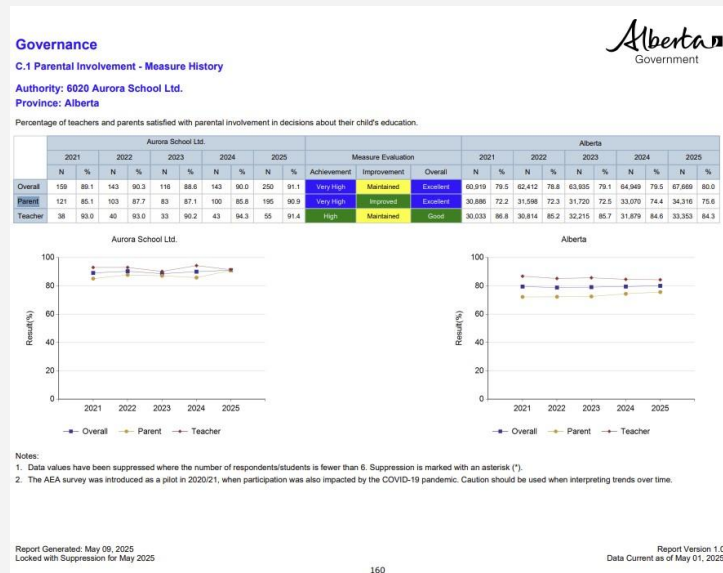 Alberta
Government
Governance
C.1 Parental Involvement - Measure History
Authority: 6020 Aurora School Ltd.
Province: Alberta
Percentage of teachers and parents satisfied with parental involvement in decisions about their child's education.
Aurora School Ltd. Alberta
2021 2022 2023 2024 2025 Measure Evaluation 2021 2022 2023 2024 2025
N % N % N % N % N % Achievement Improvement Overall N % N % N % N % N %
Overall 159 89.1 143 90.3 116 88.6 143 90.0 250 91.1 Very High Maintained Excellent 60,919 79.5 62,412 78.8 63,935 79.1 64,949 79.5 67,669 80.0
Parent 121 85.1 103 87.7 83 87.1 100 85.8 195 90.9 Very High Improved Excellent 30,886 72.2 31,598 72.3 31,720 72.5 33,070 74.4 34,316 75.6
Teacher 38 93.0 40 93.0 33 90.2 43 94.3 55 91.4 High Maintained Good 30,033 86.8 30,814 85.2 32,215 85.7 31,879 84.6 33,353 84.3
Aurora School Ltd.
100
80
60
40
20
0
Result(%)
2021 2022 2023 2024 2025
Overall Parent Teacher
Alberta
100
80
60
40
20
0
Result(%)
2021 2022 2023 2024 2025
Overall Parent Teacher
Notes:
1. Data values have been suppressed where the number of respondents/students is fewer than 6. Suppression is marked with an asterisk (*).
2. The AEA survey was introduced as a pilot in 2020/21, when participation was also impacted by the COVID-19 pandemic. Caution should be used when interpreting trends over time.
Report Generated: May 09, 2025 Report Version 1.0
Locked with Suppression for May 2025 Data Current as of May 01, 2025
160